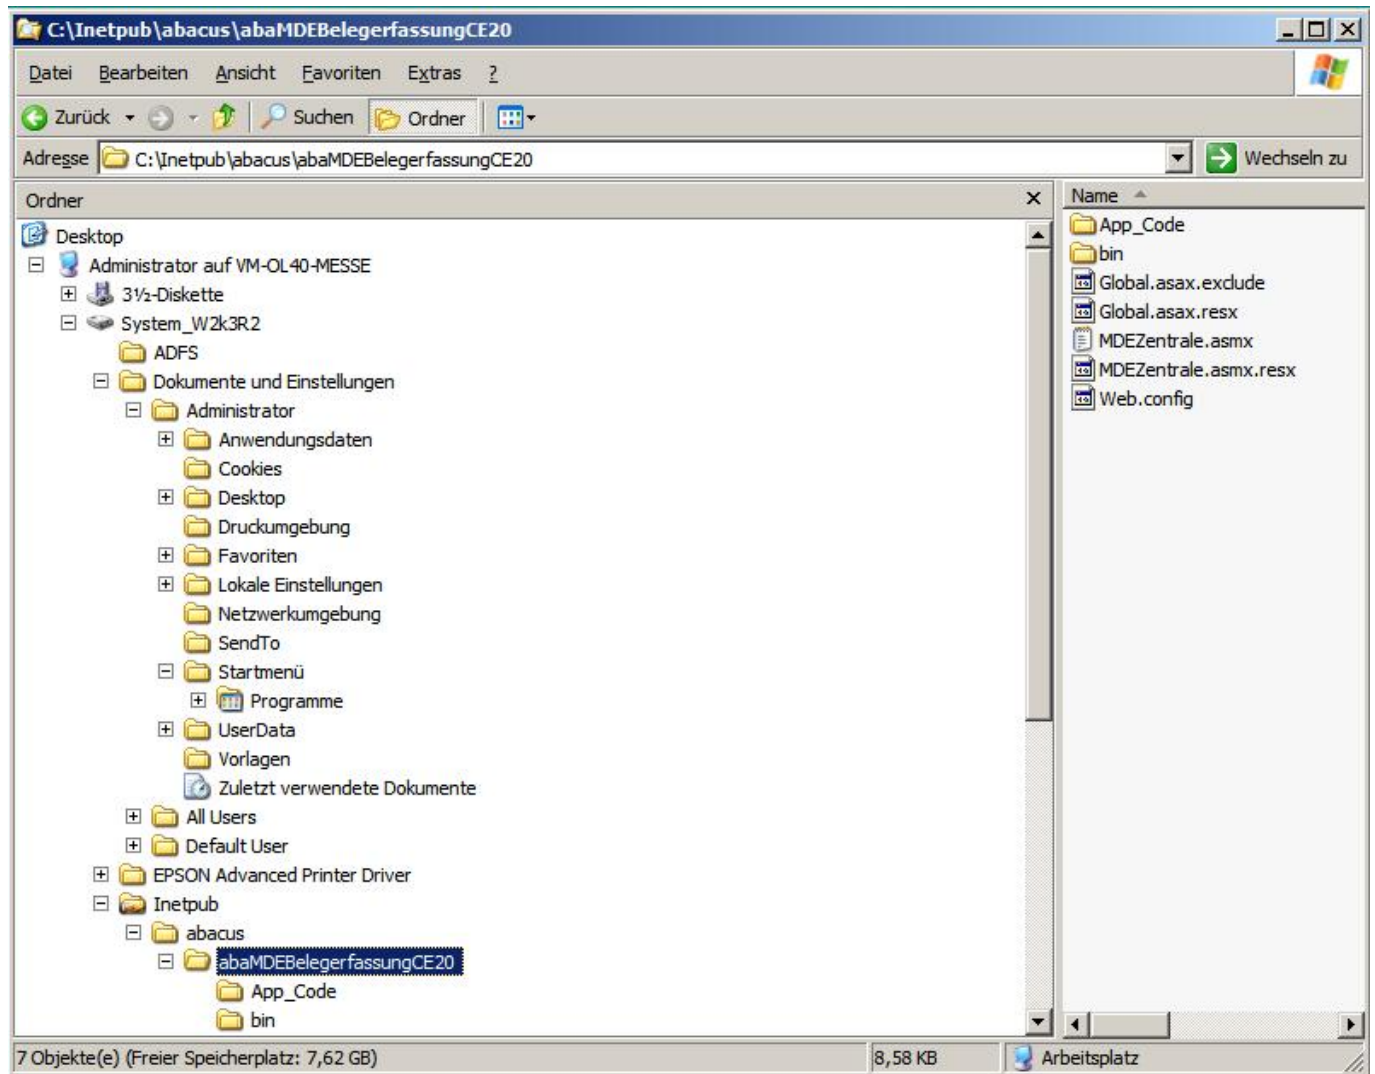 C:\Inetpub\abacus\abaMDEBelegerfassungCE20
Datei Bearbeiten Ansicht Favoriten Extras ?
Zurück Suchen Ordner
Adresse C:\Inetpub\abacus\abaMDEBelegerfassungCE20 Wechseln zu
Ordner
Desktop
Administrator auf VM-OL40-MESSE
3½-Diskette
System_W2k3R2
ADFS
Dokumente und Einstellungen
Administrator
Anwendungsdaten
Cookies
Desktop
Druckumgebung
Favoriten
Lokale Einstellungen
Netzwerkumgebung
SendTo
Startmenü
Programme
UserData
Vorlagen
Zuletzt verwendete Dokumente
All Users
Default User
EPSON Advanced Printer Driver
Inetpub
abacus
abaMDEBelegerfassungCE20
App_Code
bin
Name
App_Code
bin
Global.asax.exclude
Global.asax.resx
MDEZentrale.asmx
MDEZentrale.asmx.resx
Web.config
7 Objekte(e) (Freier Speicherplatz: 7,62 GB) 8,58 KB Arbeitsplatz